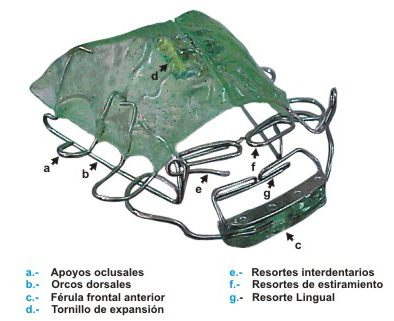 d
a
b
e
f
g
c
a.- Apoyos oclusales
b.- Orcos dorsales
c.- Férula frontal anterior
d.- Tornillo de expansión
e.- Resortes interdentarios
f.- Resortes de estiramiento
g.- Resorte Lingual